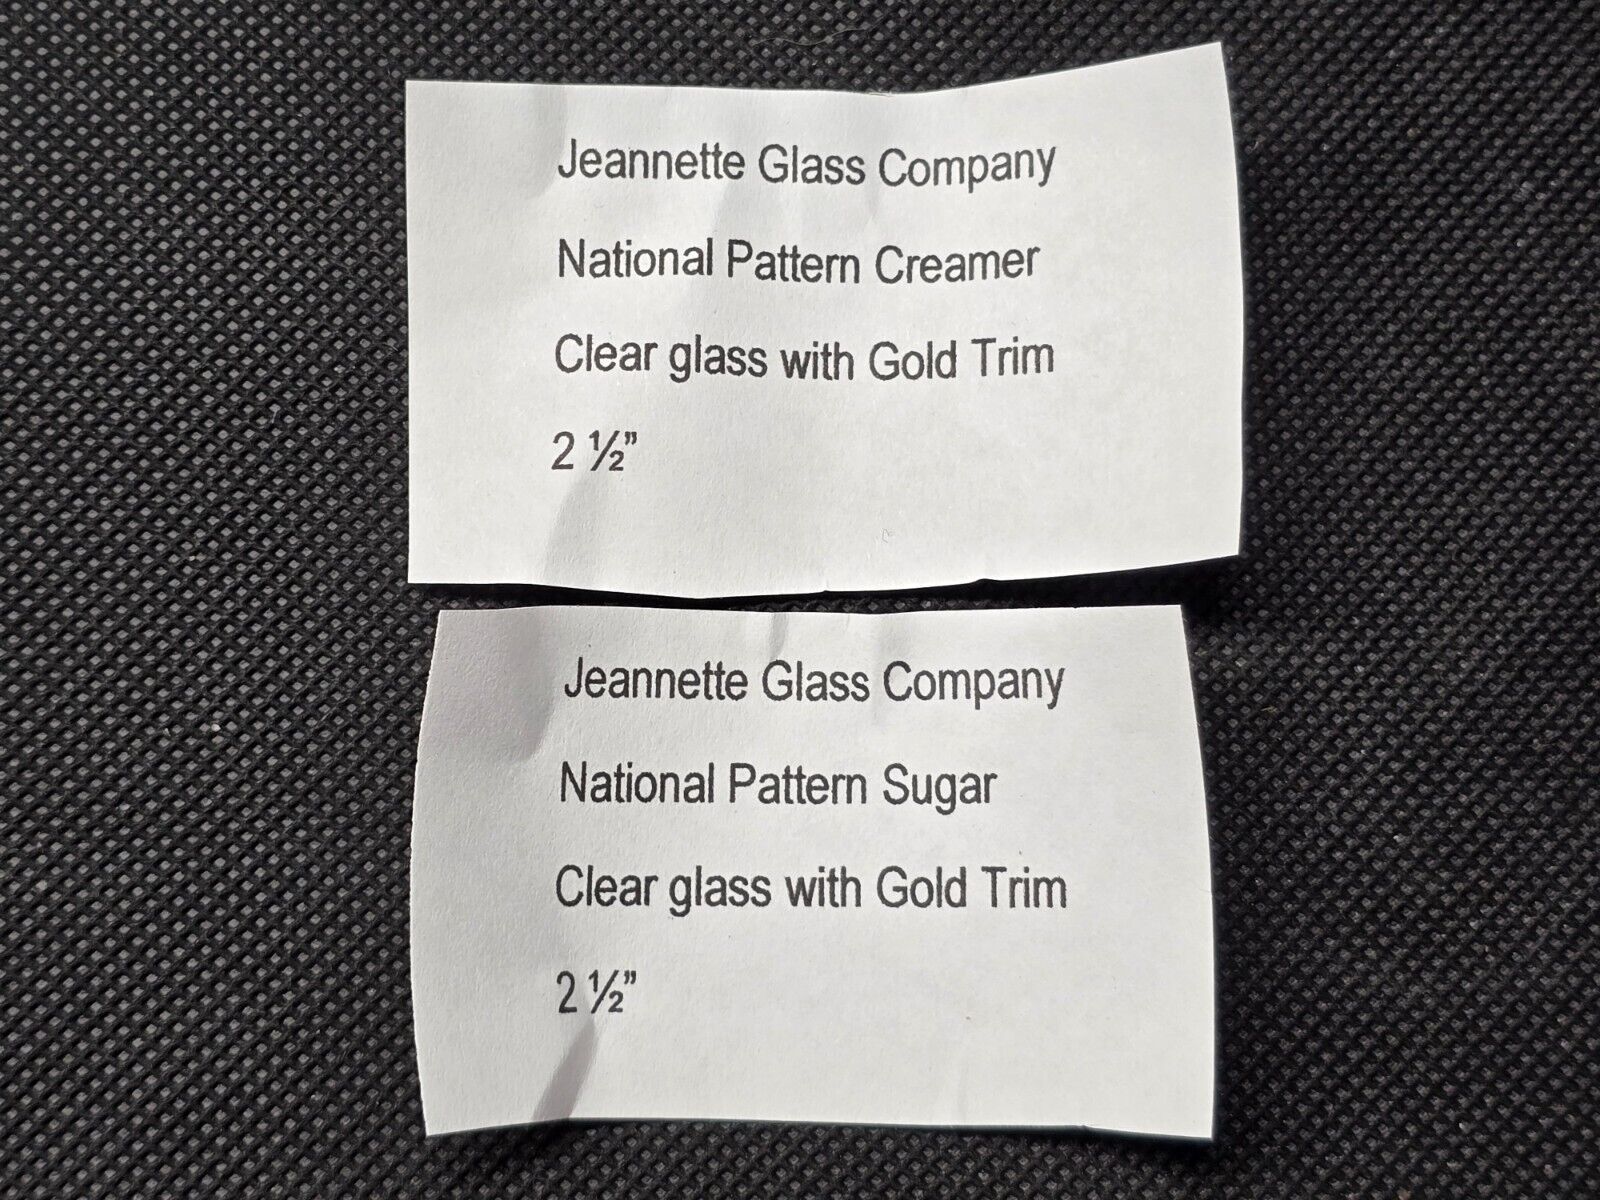 Jeannette Glass Company
National Pattern Creamer
Clear glass with Gold Trim
2 ½”
Jeannette Glass Company
National Pattern Sugar
Clear glass with Gold Trim
2 ½”